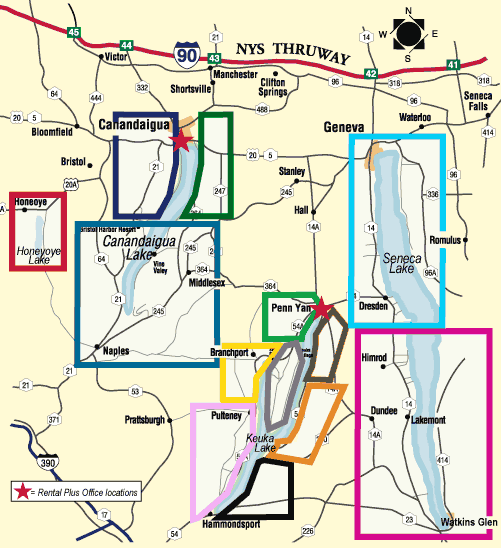 N
W E
S
NYS THRUWAY
90
45
44
43
42
41
21
14
Victor
332
Manchester
Shortsville
Clifton
Springs
96
318
96
318
64
444
488
96
Seneca
Falls
414
20 5
Bloomfield
Canandaigua
Geneva
Waterloo
Bristol
21
247
20 5
Stanley
245
336
20A
Honeoye
Hall
14A
364
Bristol Harbor Resort
Canandaigua
Lake
245
245
14
Romulus
Honeyoye
Lake
64
Vine
Valley
364
Middlesex
Seneca
Lake
96A
21
245
Penn Yan
54A
Dresden
Naples
Branchport
Himrod
21
21
53
371
Prattsburgh
Pulteney
Keuka
Lake
Dundee
14
Lakemont
14A
414
390
= Rental Plus Office locations
17
54
Hammondsport
226
23
Watkins Glen